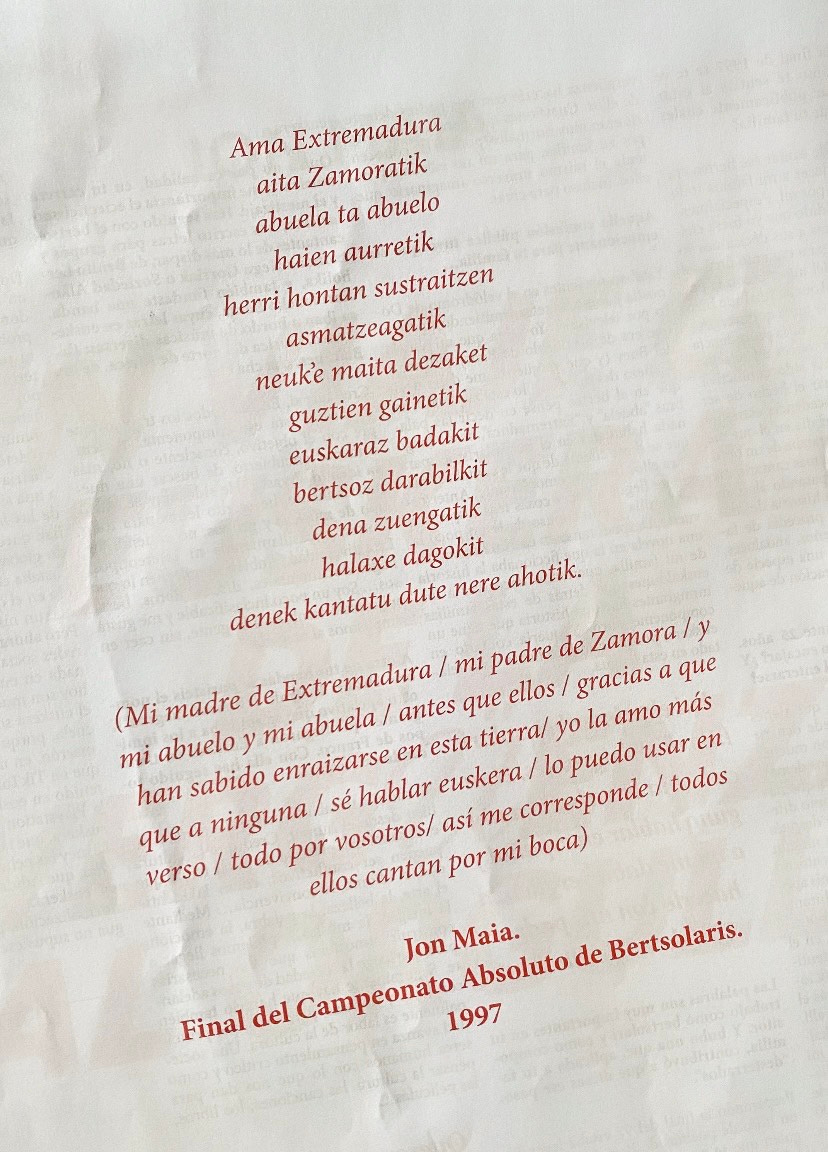 Ama Extremadura
aita Zamoratik
abuela ta abuelo
haien aurretik
herri hontan sustraitzen
asmatzeagatik
neuk'e maita dezaket
guztien gainetik
euskaraz badakit
bertsoz darabilkit
dena zuengatik
halaxe dagokit
denek kantatu dute nere ahotik.
(Mi madre de Extremadura / mi padre de Zamora / y
mi abuelo y mi abuela / antes que ellos / gracias a que
han sabido enraizarse en esta tierra/ yo la amo más
que a ninguna / sé hablar euskera / lo puedo usar en
verso / todo por vosotros/ así me corresponde / todos
ellos cantan por mi boca)
Jon Maia.
Final del Campeonato Absoluto de Bertsolaris.
1997